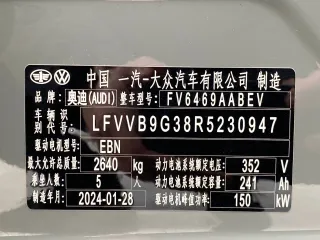 中国 一汽-大众汽车有限公司 制造
品牌: 奥迪(AUDI) 整车型号: FV6469AABEV
车辆识别代号: LFVVB9G38R5230947
驱动电机型号: EBN
最大允许总质量 2640 kg 动力电池系统额定电压: 352 V
乘坐人数 5 人 动力电池系统额定容量: 241 Ah
制造年月 2024-01-28 驱动电机峰值功率: 150 kW